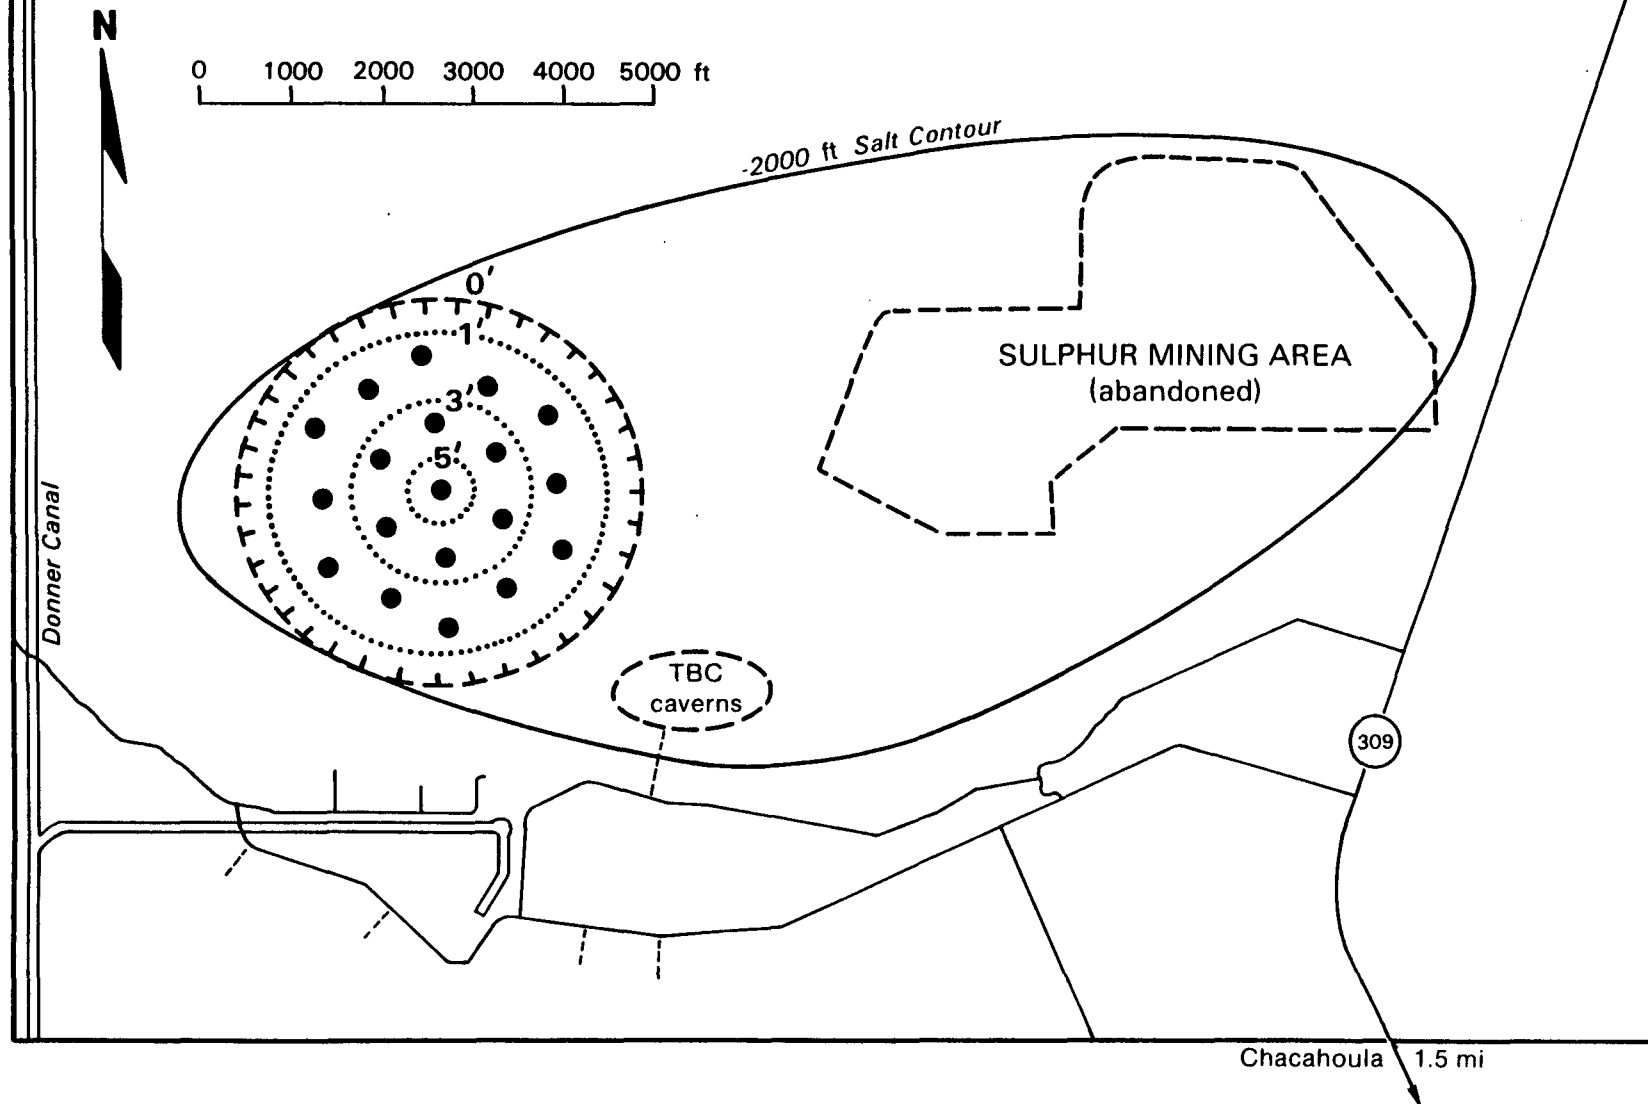 N
0 1000 2000 3000 4000 5000 ft
-2000 ft Salt Contour
0'
1'
3'
5'
SULPHUR MINING AREA
(abandoned)
Donner Canal
TBC
caverns
309
Chacahoula 1.5 mi